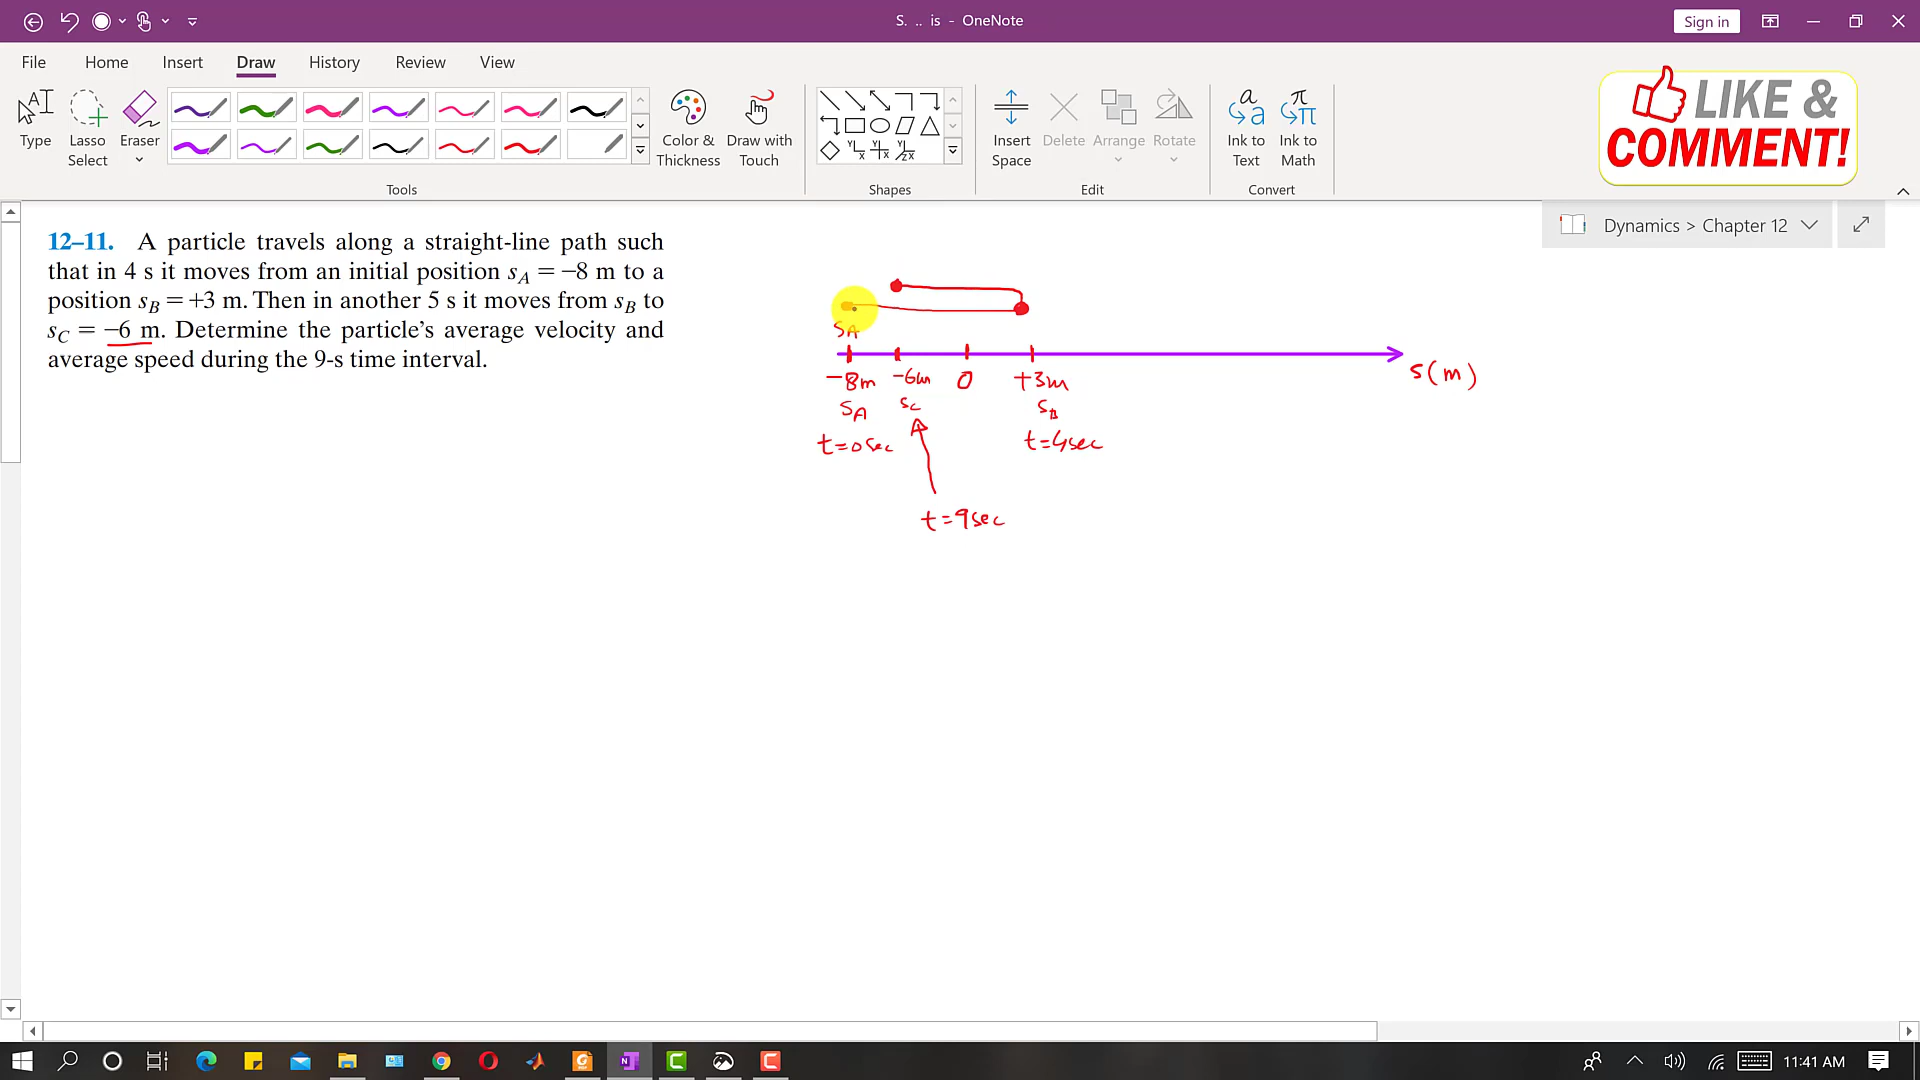 S. .. is - OneNote
Sign in
File Home Insert Draw History Review View
LIKE &
COMMENT!
Type
Lasso
Select
Eraser
Color &
Thickness
Draw with
Touch
Insert
Space
Delete
Arrange
Rotate
Ink to
Text
Ink to
Math
Tools
Shapes
Edit
Convert
Dynamics > Chapter 12
12–11. A particle travels along a straight-line path such
that in 4 s it moves from an initial position sA = −8 m to a
position sB = +3 m. Then in another 5 s it moves from sB to
sC = −6 m. Determine the particle's average velocity and
average speed during the 9-s time interval.
SA
-8m -6m 0 +3m
s(m)
SA
Sc
SB
t=0sec
t=4sec
t=9sec
11:41 AM